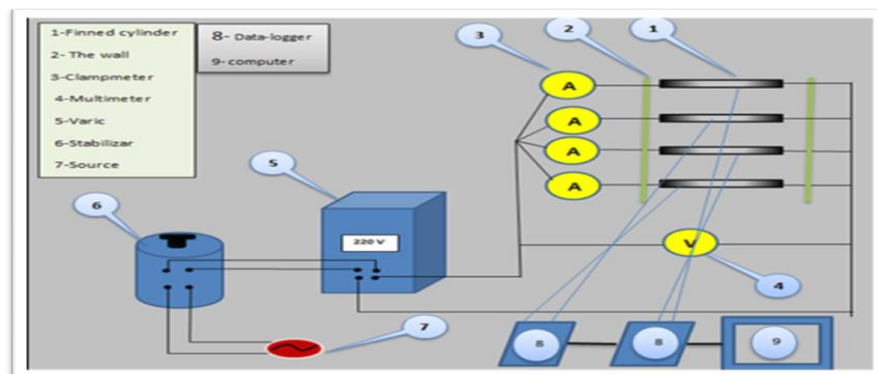 1-Finned cylinder
2- The wall
3-Clampmeter
4-Multimeter
5-Varic
6-Stabilizar
7-Source
8- Data-logger
9- computer
3
2
1
A
A
A
A
5
6
220 V
V
4
7
8
8
9